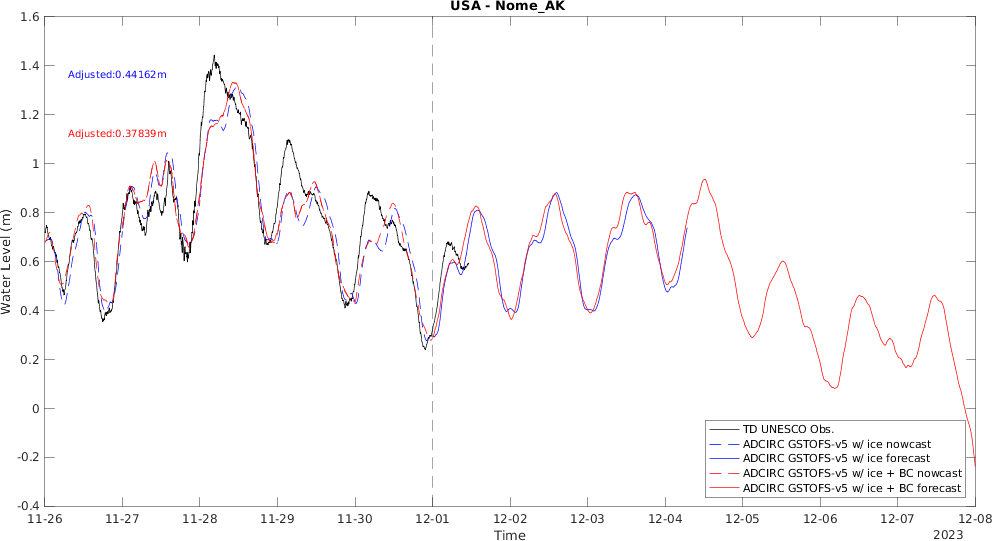 USA - Nome_AK
1.6
1.4
1.2
1
0.8
0.6
0.4
0.2
0
-0.2
-0.4
Water Level (m)
Adjusted:0.44162m
Adjusted:0.37839m
TD UNESCO Obs.
ADCIRC GSTOFS-v5 w/ ice nowcast
ADCIRC GSTOFS-v5 w/ ice forecast
ADCIRC GSTOFS-v5 w/ ice + BC nowcast
ADCIRC GSTOFS-v5 w/ ice + BC forecast
11-26 11-27 11-28 11-29 11-30 12-01 12-02 12-03 12-04 12-05 12-06 12-07 12-08
Time
2023